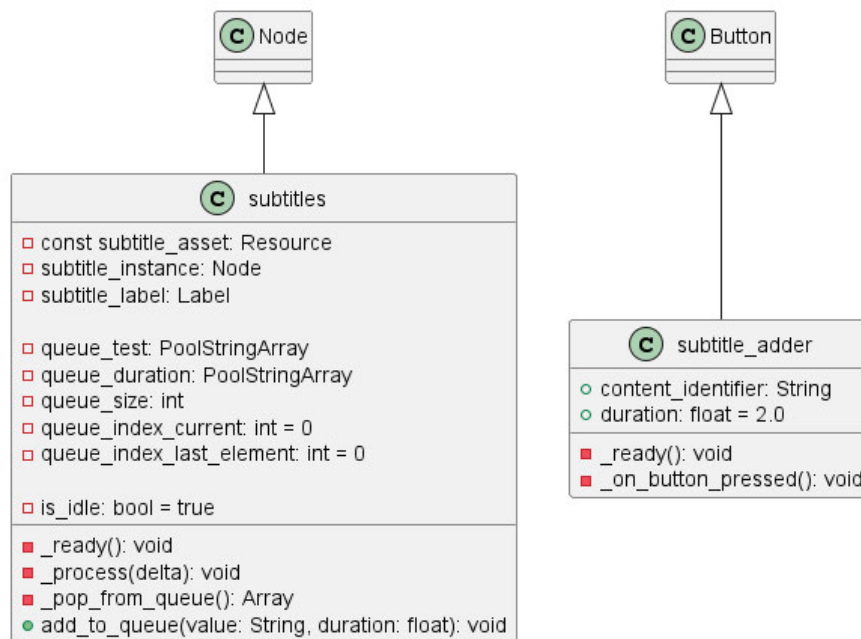 C Node
C Button
C subtitles
const subtitle_asset: Resource
subtitle_instance: Node
subtitle_label: Label
queue_test: PoolStringArray
queue_duration: PoolStringArray
queue_size: int
queue_index_current: int = 0
queue_index_last_element: int = 0
is_idle: bool = true
_ready(): void
_process(delta): void
_pop_from_queue(): Array
add_to_queue(value: String, duration: float): void
C subtitle_adder
content_identifier: String
duration: float = 2.0
_ready(): void
_on_button_pressed(): void